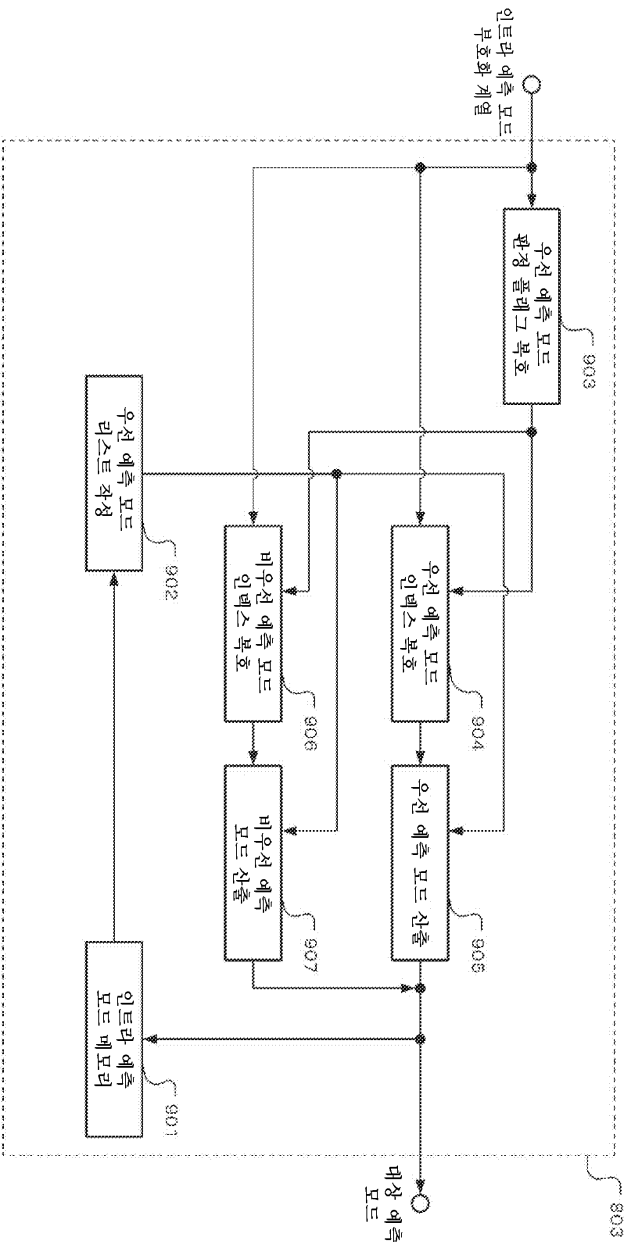 인트라 예측 모드
부호화 계열
우선 예측 모드
판정 플래그 복호
903
우선 예측 모드
인덱스 복호
904
우선 예측 모드 산출
905
비우선 예측 모드
인덱스 복호
906
비우선 예측
모드 산출
907
우선 예측 모드
리스트 작성
902
인트라 예측
모드 메모리
901
대상 예측
모드
803